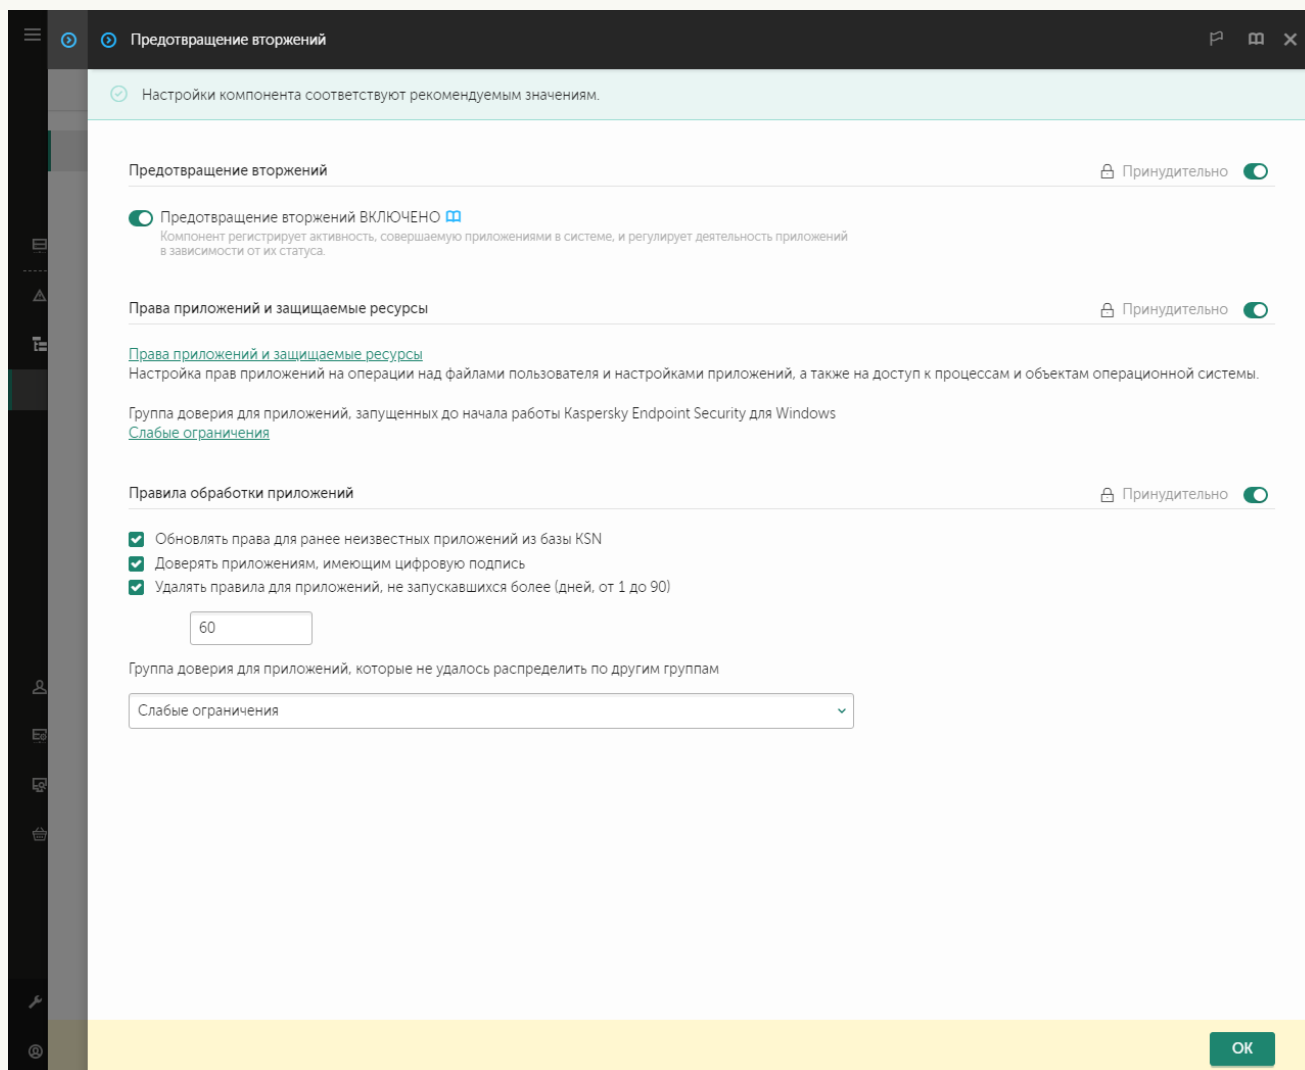 Предотвращение вторжений
Настройки компонента соответствуют рекомендуемым значениям.
Предотвращение вторжений
Принудительно
Предотвращение вторжений ВКЛЮЧЕНО
Компонент регистрирует активность, совершаемую приложениями в системе, и регулирует деятельность приложений
в зависимости от их статуса.
Права приложений и защищаемые ресурсы
Принудительно
Права приложений и защищаемые ресурсы
Настройка прав приложений на операции над файлами пользователя и настройками приложений, а также на доступ к процессам и объектам операционной системы.
Группа доверия для приложений, запущенных до начала работы Kaspersky Endpoint Security для Windows
Слабые ограничения
Правила обработки приложений
Принудительно
Обновлять права для ранее неизвестных приложений из базы KSN
Доверять приложениям, имеющим цифровую подпись
Удалять правила для приложений, не запускавшихся более (дней, от 1 до 90)
60
Группа доверия для приложений, которые не удалось распределить по другим группам
Слабые ограничения
ОК